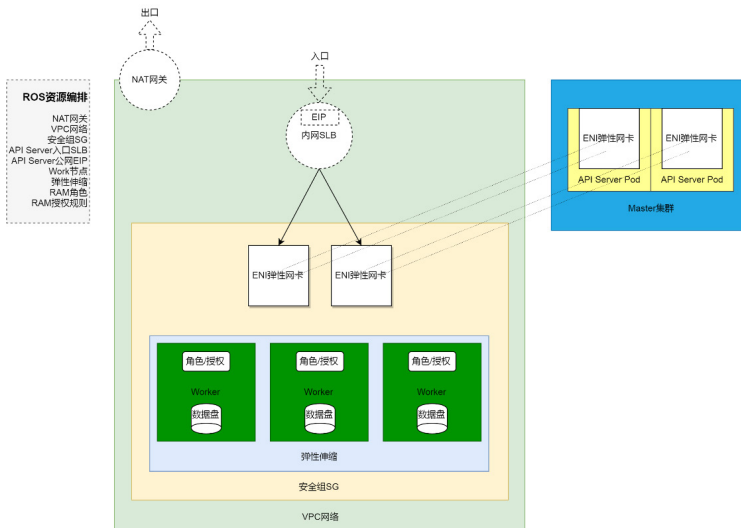 出口
NAT网关
入口
EIP
内网SLB
ROS资源编排
NAT网关
VPC网络
安全组SG
API Server入口SLB
API Server公网EIP
Work节点
弹性伸缩
RAM角色
RAM授权规则
ENI弹性网卡
ENI弹性网卡
API Server Pod
API Server Pod
Master集群
ENI弹性网卡
ENI弹性网卡
角色/授权
角色/授权
角色/授权
Worker
Worker
Worker
数据盘
数据盘
数据盘
弹性伸缩
安全组SG
VPC网络